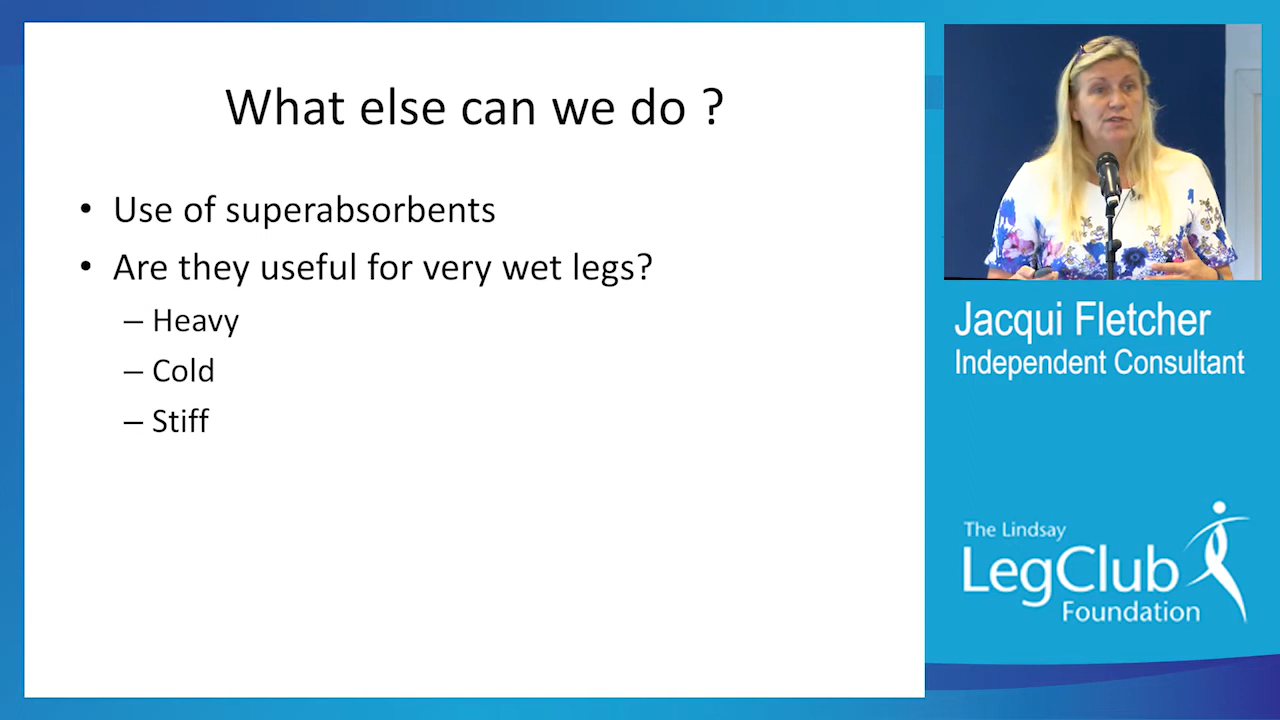 What else can we do ?
• Use of superabsorbents
• Are they useful for very wet legs?
– Heavy
– Cold
– Stiff
Jacqui Fletcher
Independent Consultant
The Lindsay
LegClub
Foundation